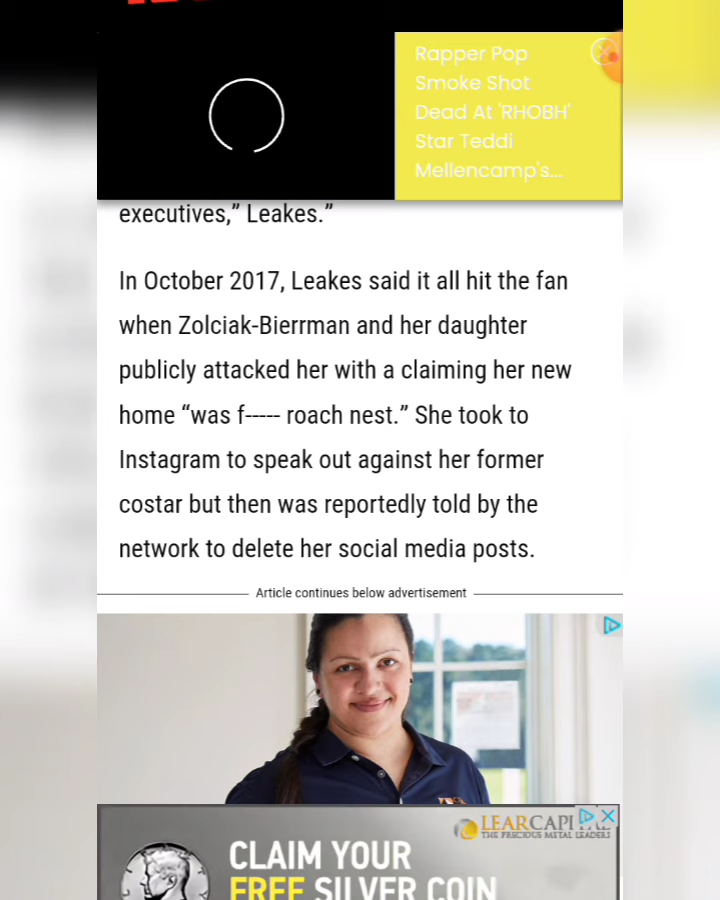 Rapper Pop
Smoke Shot
Dead At 'RHOBH'
Star Teddi
Mellencamp's...
executives,” Leakes.”
In October 2017, Leakes said it all hit the fan
when Zolciak-Bierrman and her daughter
publicly attacked her with a claiming her new
home “was f----- roach nest.” She took to
Instagram to speak out against her former
costar but then was reportedly told by the
network to delete her social media posts.
Article continues below advertisement
LEARCAPITAL
THE PRECIOUS METAL LEADERS
CLAIM YOUR
FREE SILVER COIN